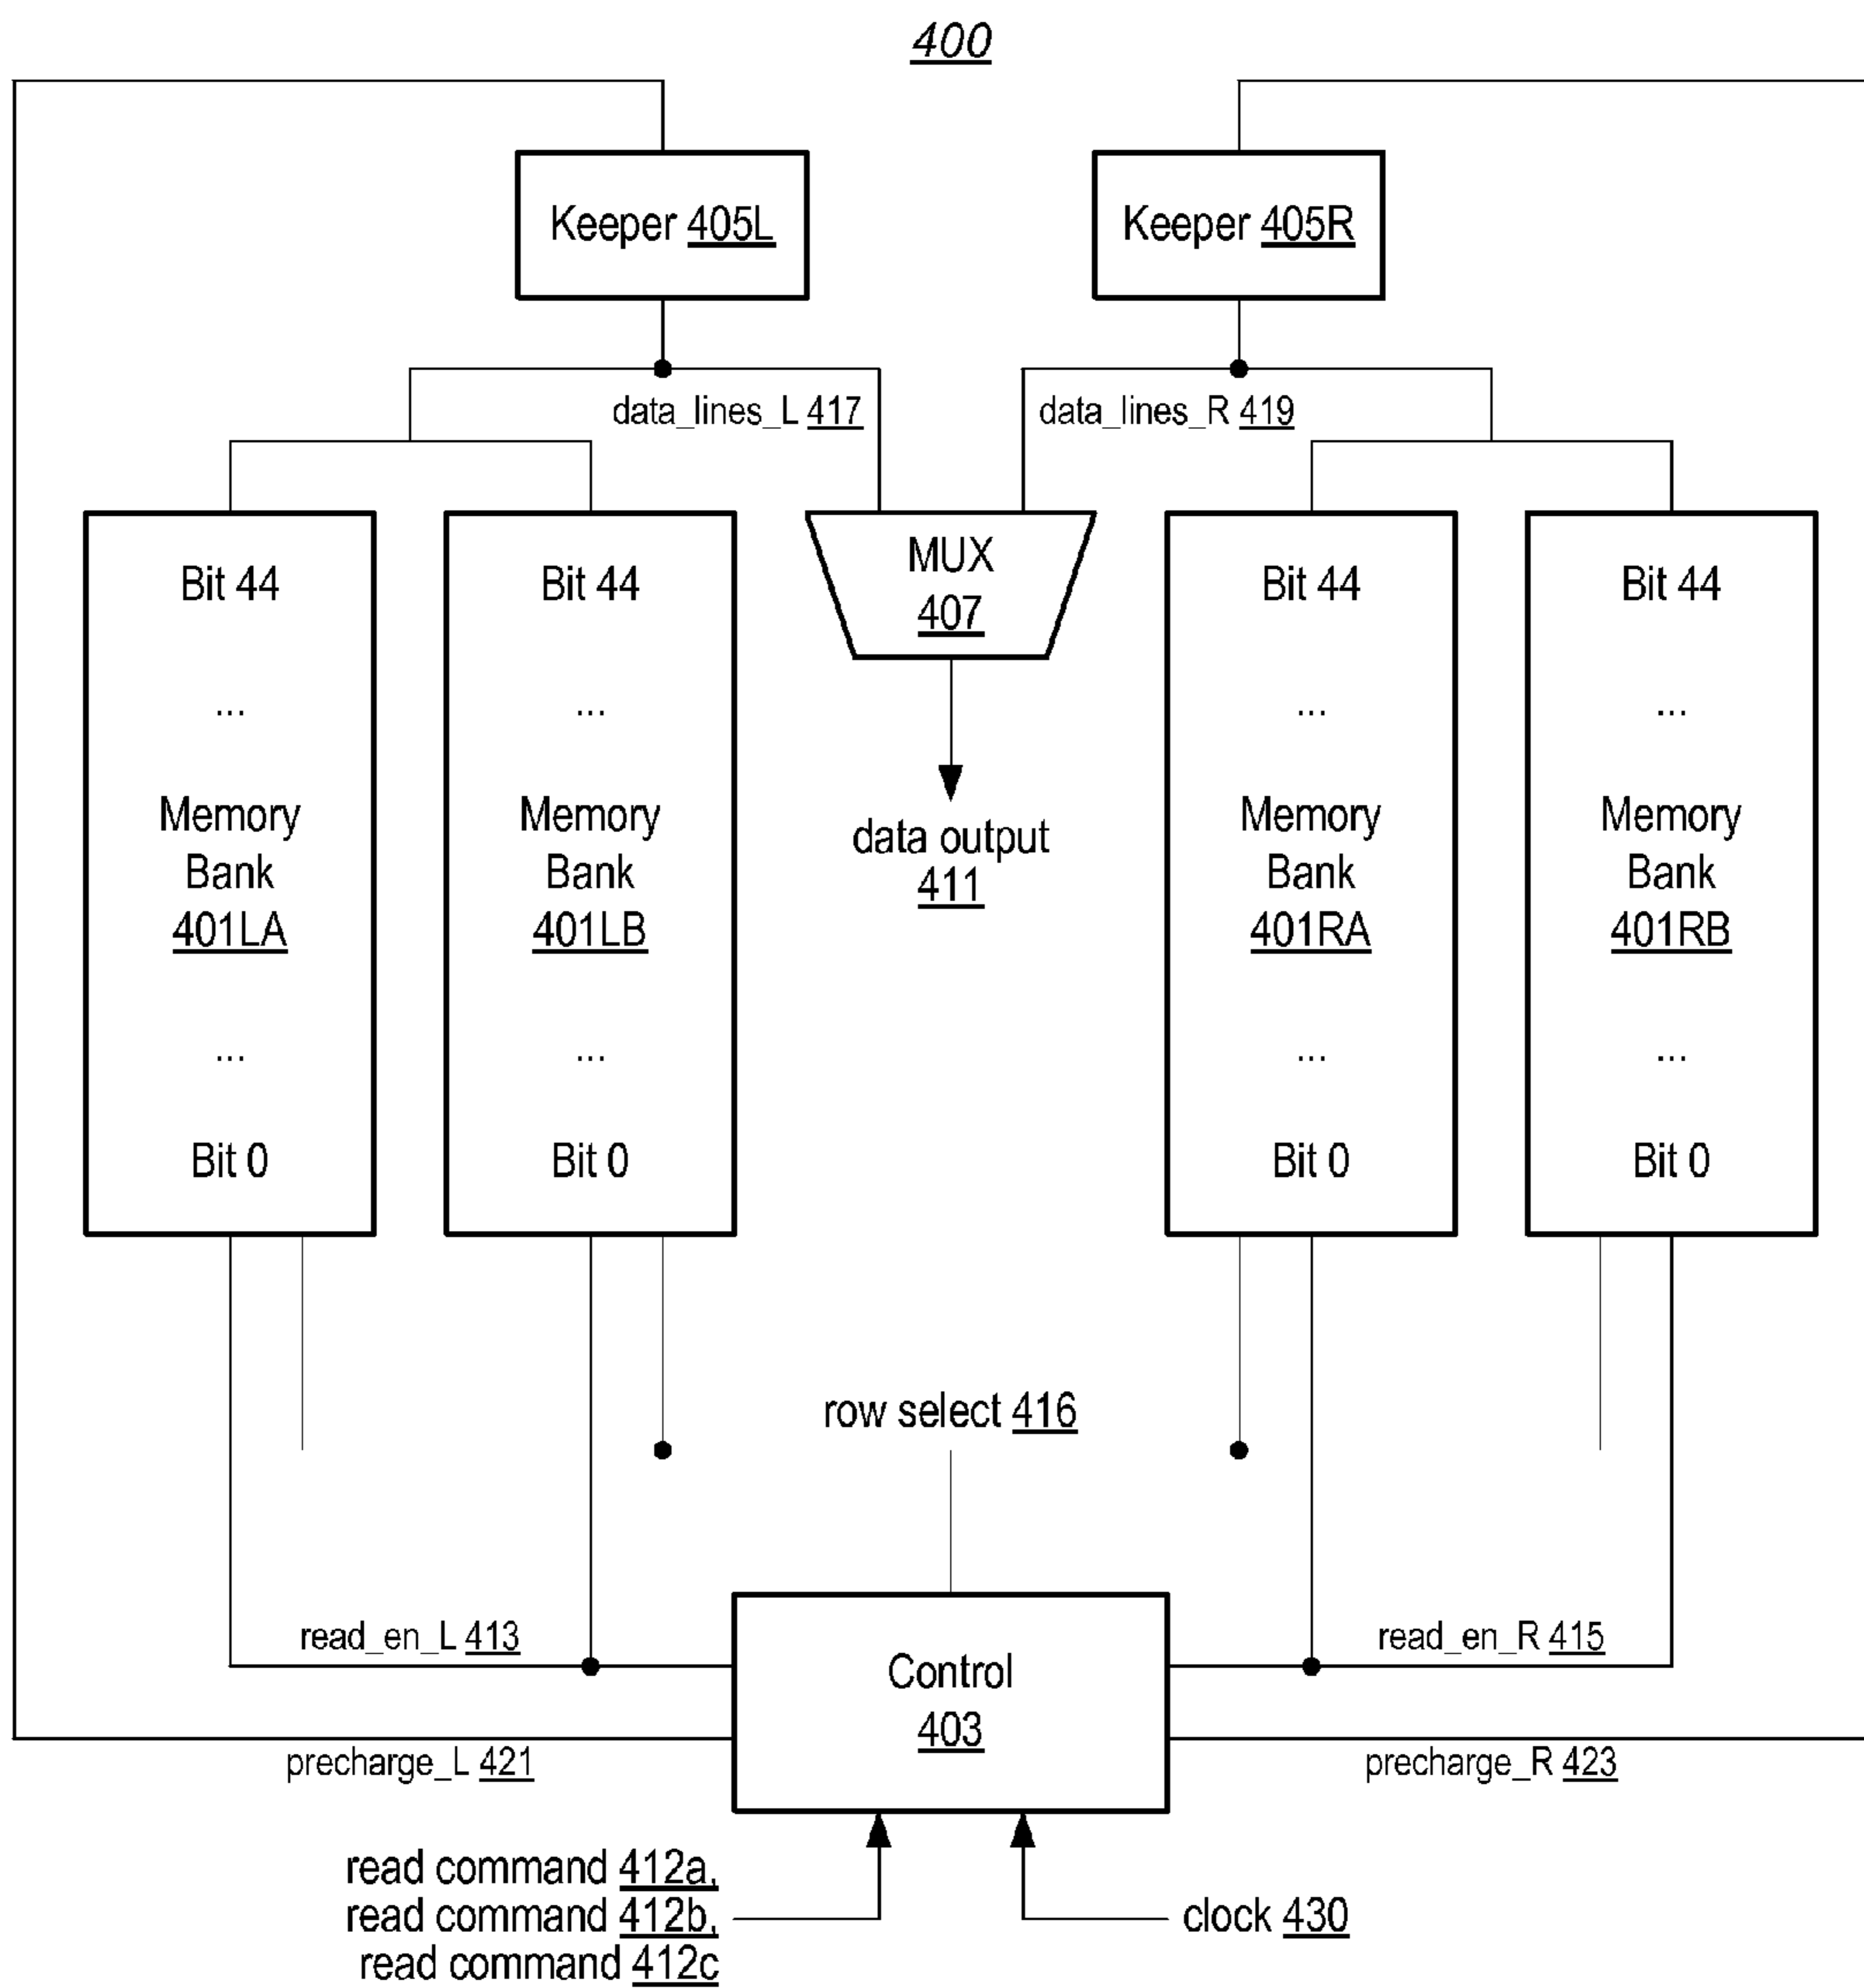 400
Keeper 405L
Keeper 405R
data_lines_L 417
data_lines_R 419
Bit 44
...
Memory
Bank
401LA
...
Bit 0
Bit 44
...
Memory
Bank
401LB
...
Bit 0
MUX
407
data output
411
Bit 44
...
Memory
Bank
401RA
...
Bit 0
Bit 44
...
Memory
Bank
401RB
...
Bit 0
row select 416
read_en_L 413
read_en_R 415
Control
403
precharge_L 421
precharge_R 423
read command 412a,
read command 412b,
read command 412c
clock 430